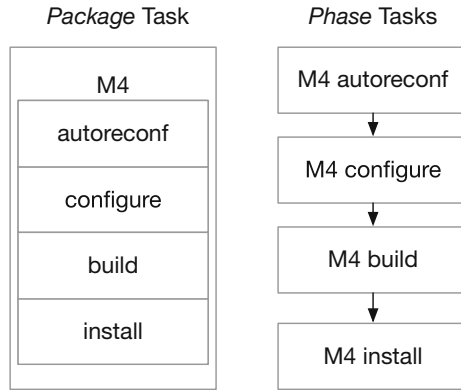 Package Task
M4
autoreconf
configure
build
install
Phase Tasks
M4 autoreconf
M4 configure
M4 build
M4 install